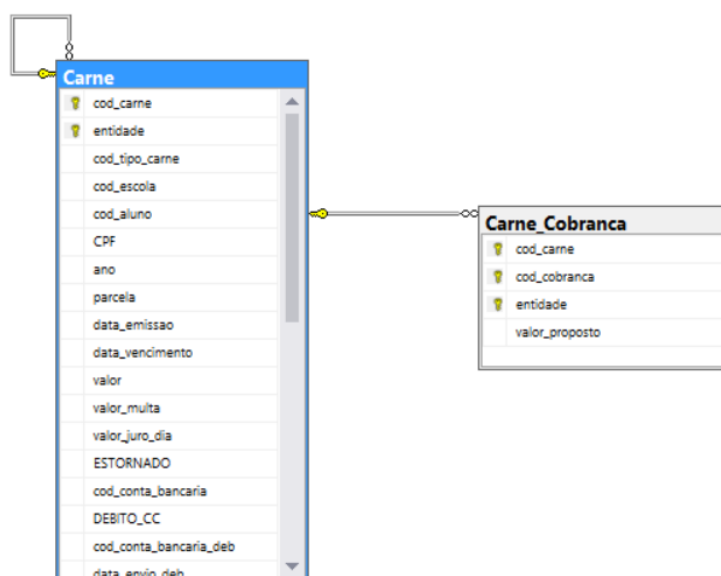 Carne
cod_carne
entidade
cod_tipo_carne
cod_escola
cod_aluno
CPF
ano
parcela
data_emissao
data_vencimento
valor
valor_multa
valor_juro_dia
ESTORNADO
cod_conta_bancaria
DEBITO_CC
cod_conta_bancaria_deb
data_envio_deb
Carne_Cobranca
cod_carne
cod_cobranca
entidade
valor_proposto